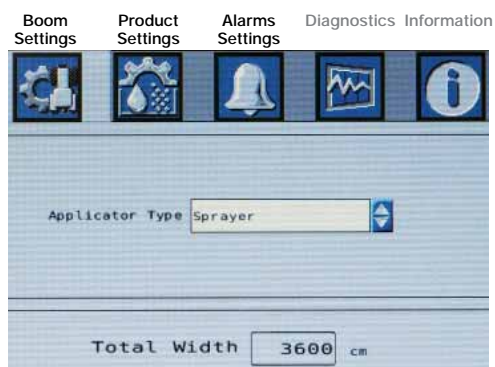 Boom Settings
Product Settings
Alarms Settings
Diagnostics
Information
Applicator Type Sprayer
Total Width 3600 cm